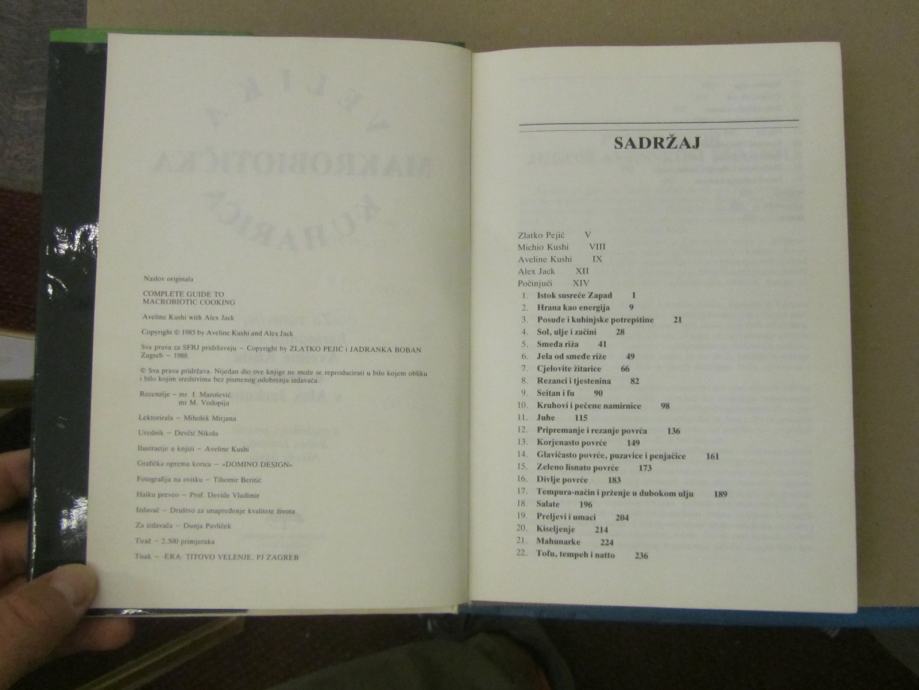 Naslov originala
COMPLETE GUIDE TO
MACROBIOTIC COOKING
Aveline Kushi with Alex Jack
Copyright © 1985 by Aveline Kushi and Alex Jack
Sva prava za SFRJ pridržavaju – Copyright by ZLATKO PEJIĆ i JADRANKA BOBAN
Zagreb – 1988.
© Sva prava pridržava. Nijedan dio ove knjige ne može se reproducirati u bilo kojem obliku
i bilo kojim sredstvima bez pismenog odobrenja izdavača.
Recenzije – mr. I. Marošević
mr M. Vodopija
Lektorirala – Miholek Mirjana
Urednik – Devčić Nikola
Ilustracije u knjizi – Aveline Kushi
Grafička oprema korica – «DOMINO DESIGN»
Fotografija na ovitku – Tihomir
Haiku preveo – Prof. Devide Vladimir
Izdavač – Društvo za unapređenje kvalitete života
Za izdavača – Dunja Pavliček
Tiraž – 2.500 primjeraka
Tisak – ERA: TITOVO VELENJE, PJ ZAGREB
SADRŽAJ
Zlatko Pejić V
Michio Kushi VIII
Aveline Kushi IX
Alex Jack XII
Počinjući XIV
1. Istok susreće Zapad 1
2. Hrana kao energija 9
3. Posuđe i kuhinjske potrepštine 21
4. Sol, ulje i začini 28
5. Smeđa riža 41
6. Jela od smeđe riže 49
7. Cjelovite žitarice 66
8. Rezanci i tjestenina 82
9. Seitan i fu 90
10. Kruhovi i pečene namirnice 98
11. Juhe 115
12. Pripremanje i rezanje povrća 136
13. Korjenasto povrće 149
14. Glavičasto povrće, puzavice i penjačice 161
15. Zeleno lisnato povrće 173
16. Divlje povrće 183
17. Tempura-način i prženje u dubokom ulju 189
18. Salate 196
19. Preljevi i umaci 204
20. Kiseljenje 214
21. Mahunarke 224
22. Tofu, tempeh i natto 236